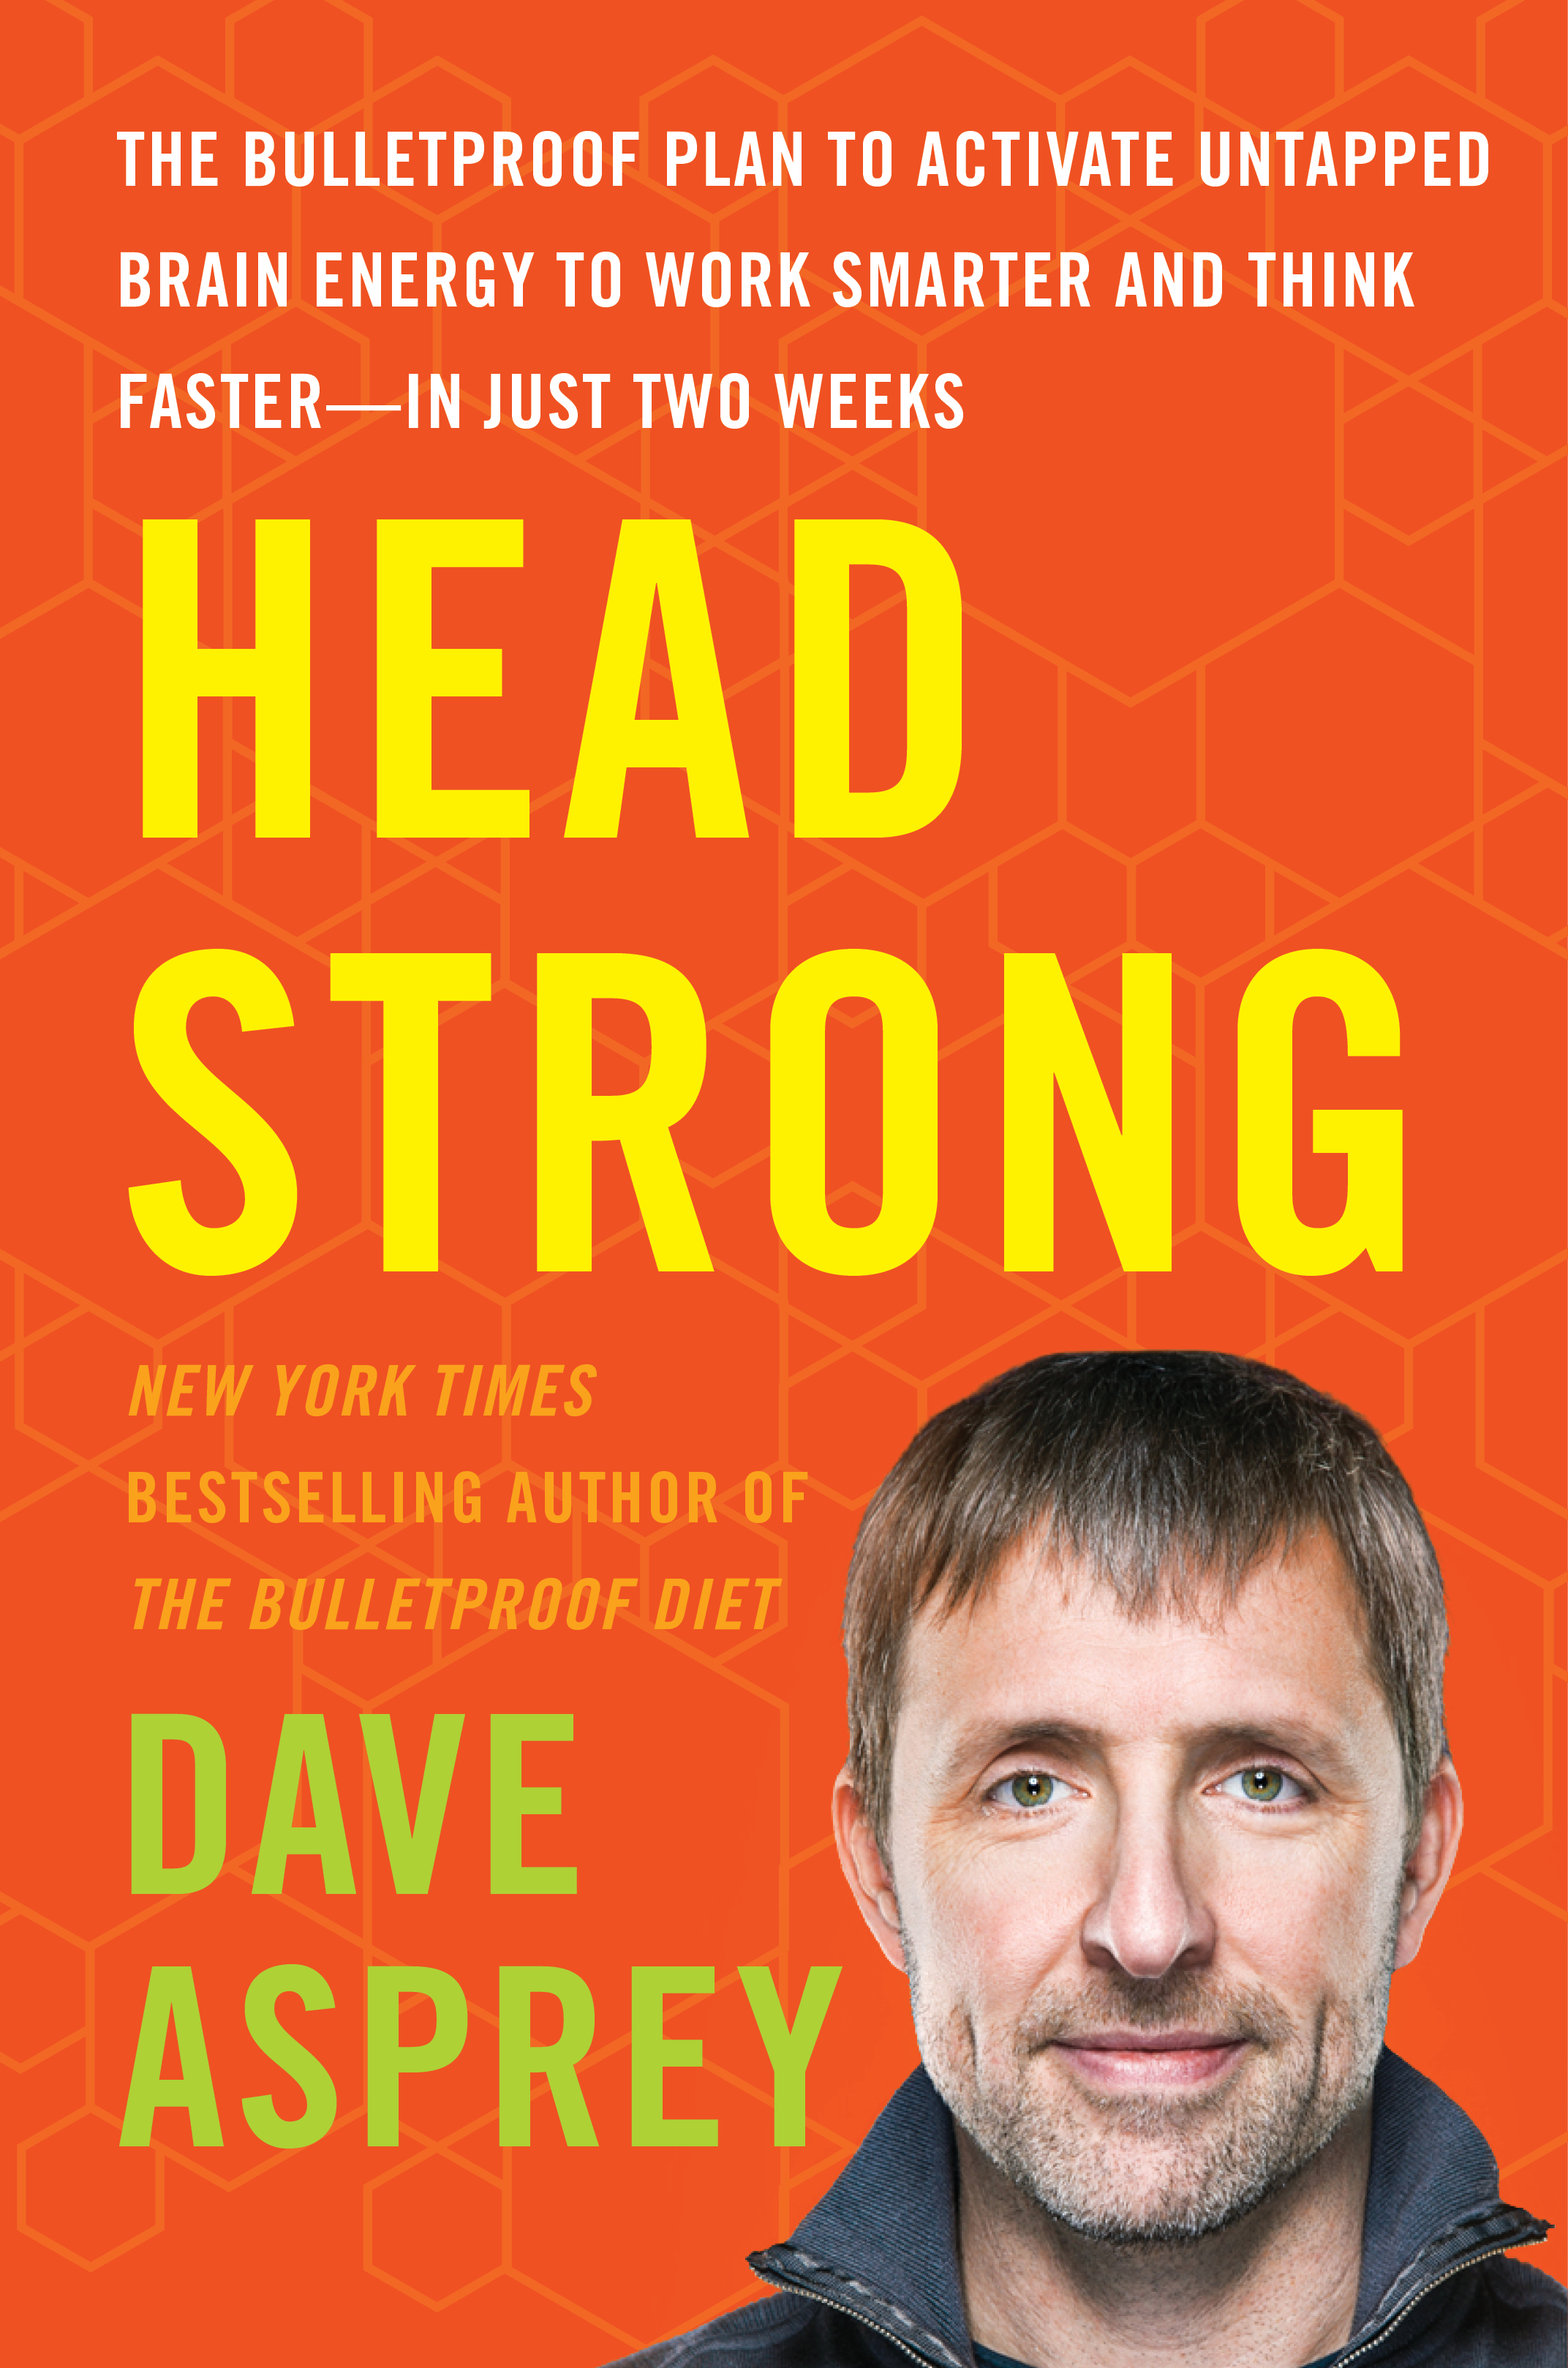 THE BULLETPROOF PLAN TO ACTIVATE UNTAPPED
BRAIN ENERGY TO WORK SMARTER AND THINK
FASTER—IN JUST TWO WEEKS
HEAD
STRONG
NEW YORK TIMES
BESTSELLING AUTHOR OF
THE BULLETPROOF DIET
DAVE
ASPREY